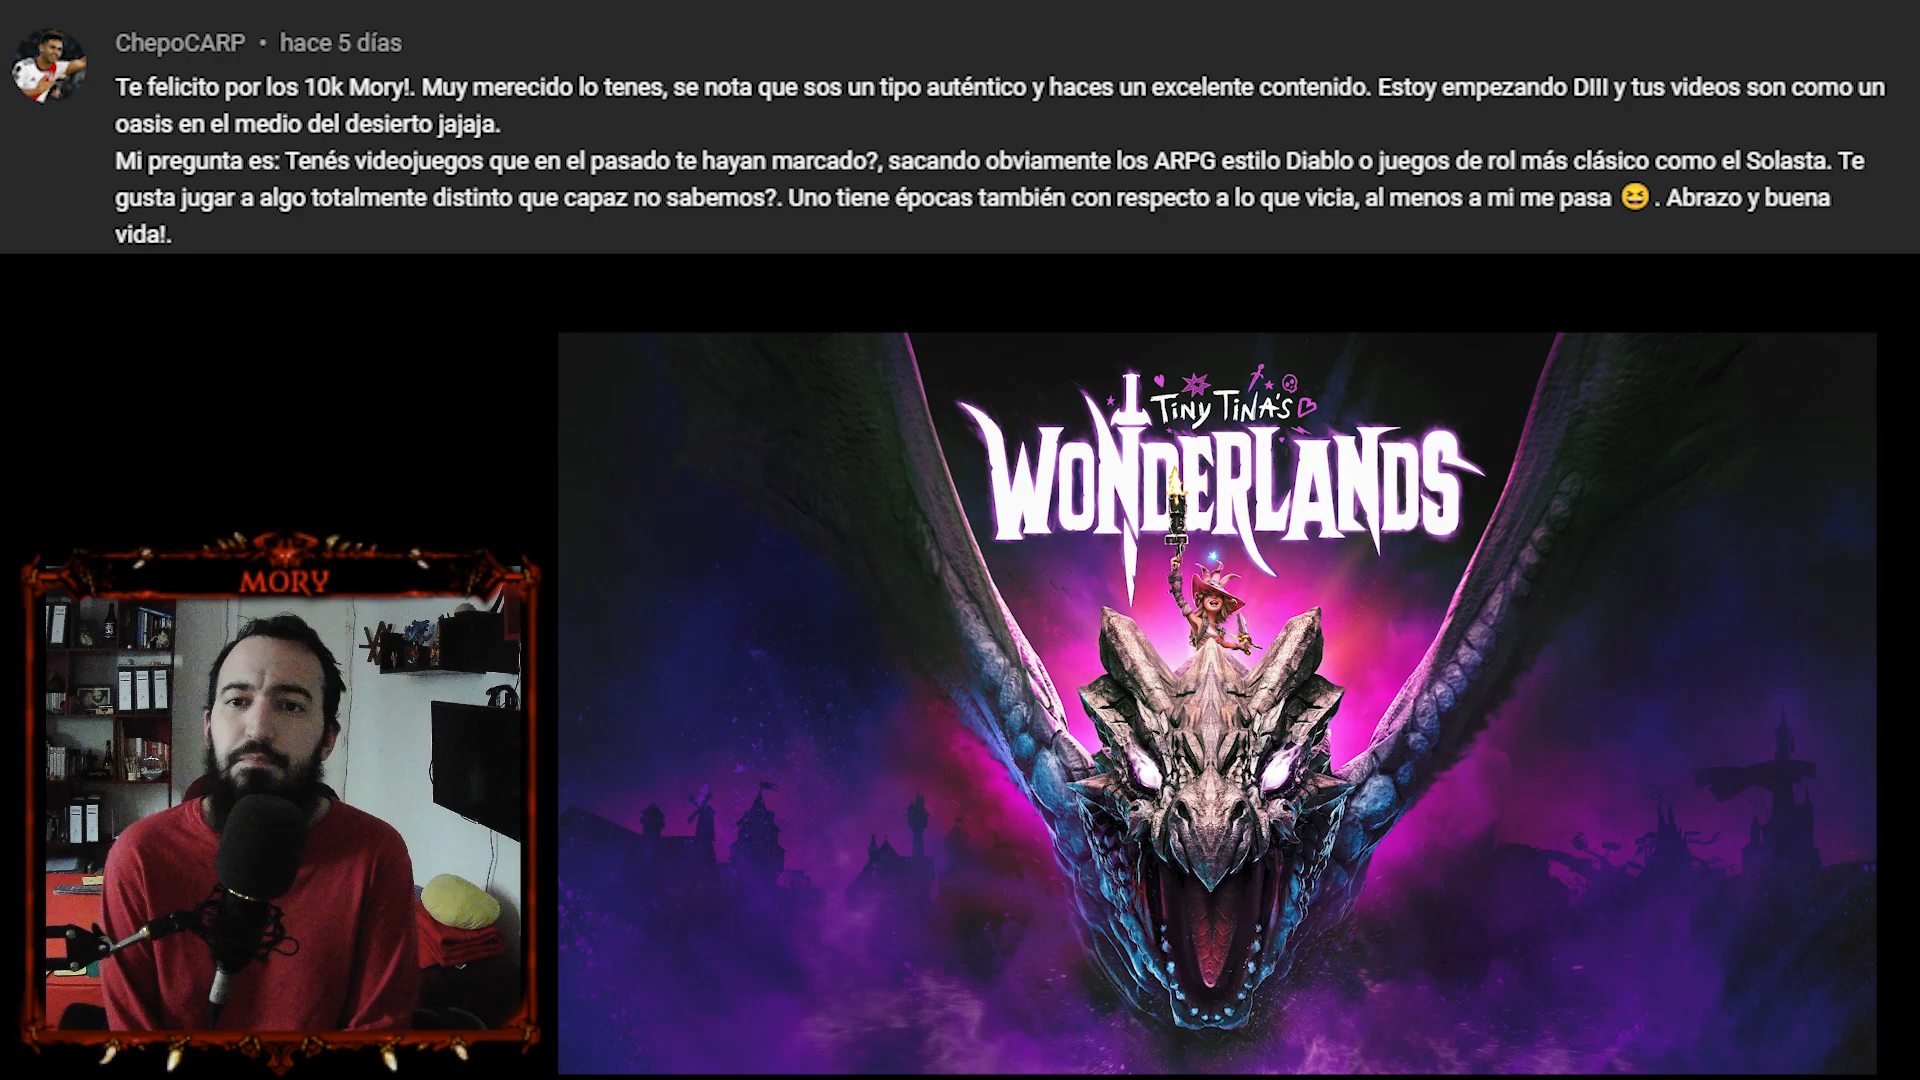 ChepoCARP • hace 5 días
Te felicito por los 10k Mory!. Muy merecido lo tenes, se nota que sos un tipo auténtico y haces un excelente contenido. Estoy empezando DIII y tus videos son como un
oasis en el medio del desierto jajaja.
Mi pregunta es: Tenés videojuegos que en el pasado te hayan marcado?, sacando obviamente los ARPG estilo Diablo o juegos de rol más clásico como el Solasta. Te
gusta jugar a algo totalmente distinto que capaz no sabemos?. Uno tiene épocas también con respecto a lo que vicia, al menos a mi me pasa 😆. Abrazo y buena
vida!.
TINY TINA'S
WONDERLANDS
MORY